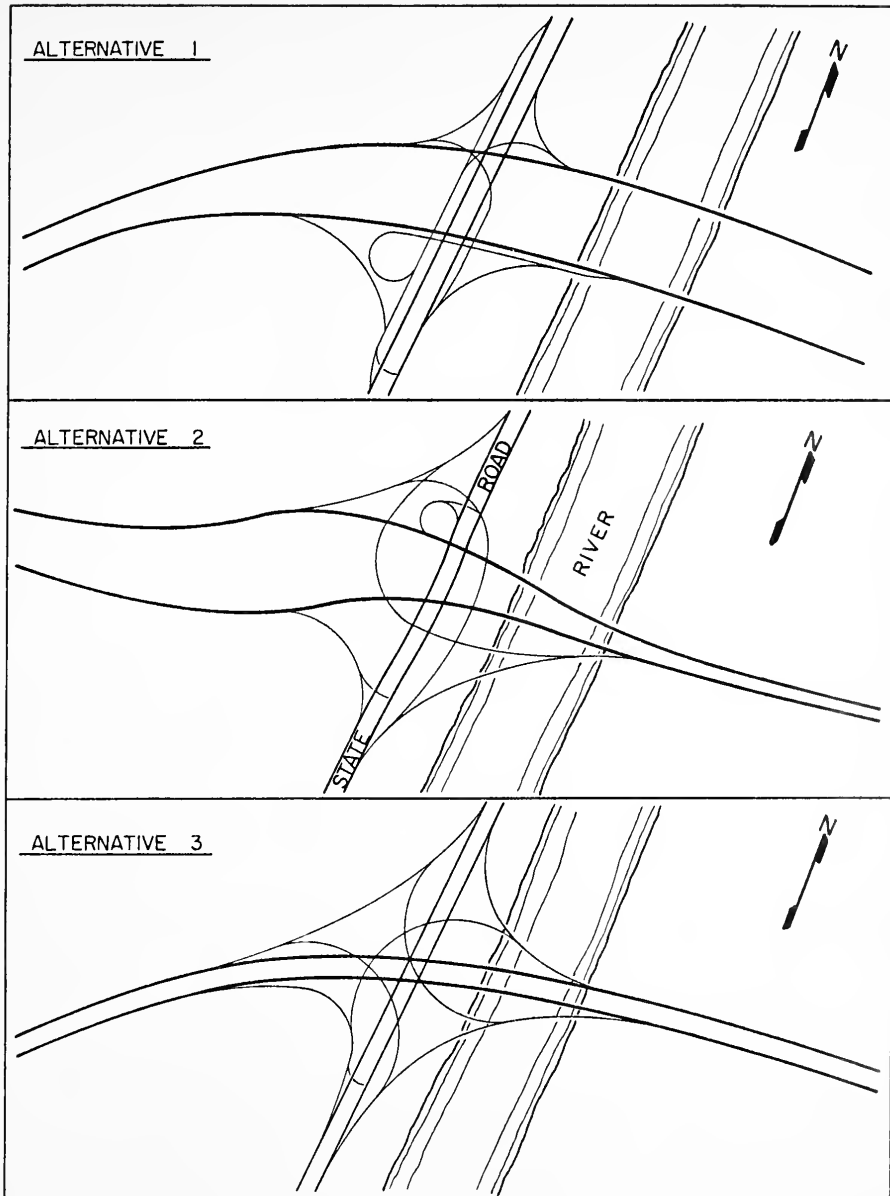 ALTERNATIVE 1
N
ALTERNATIVE 2
N
ROAD
RIVER
STATE
ALTERNATIVE 3
N